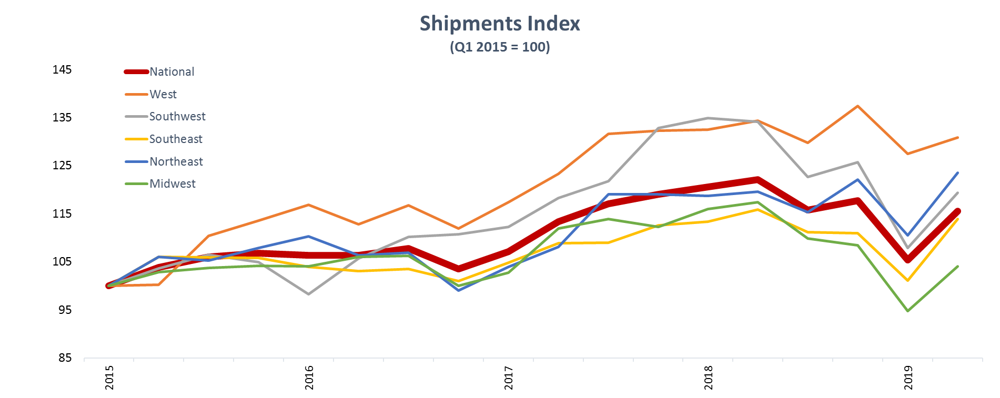 Shipments Index
(Q1 2015 = 100)
145
135
125
115
105
95
85
National
West
Southwest
Southeast
Northeast
Midwest
2015
2016
2017
2018
2019